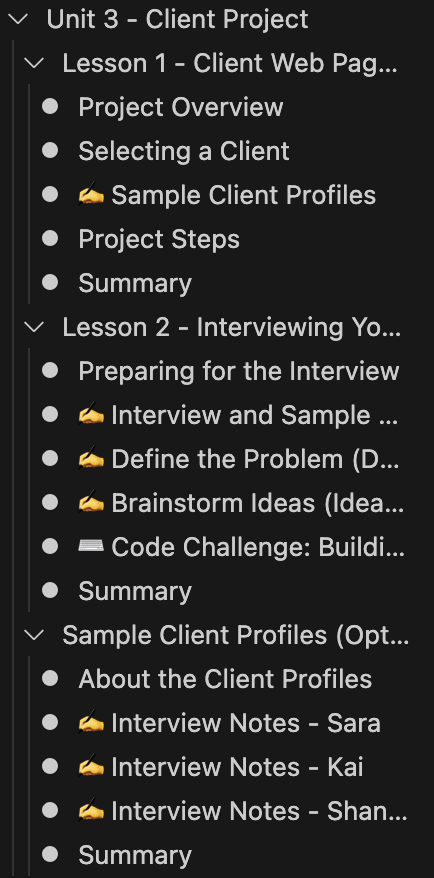 Unit 3 - Client Project
Lesson 1 - Client Web Pag...
Project Overview
Selecting a Client
✍️ Sample Client Profiles
Project Steps
Summary
Lesson 2 - Interviewing Yo...
Preparing for the Interview
✍️ Interview and Sample ...
✍️ Define the Problem (D...
✍️ Brainstorm Ideas (Idea...
⌨️ Code Challenge: Buildi...
Summary
Sample Client Profiles (Opt...
About the Client Profiles
✍️ Interview Notes - Sara
✍️ Interview Notes - Kai
✍️ Interview Notes - Shan...
Summary